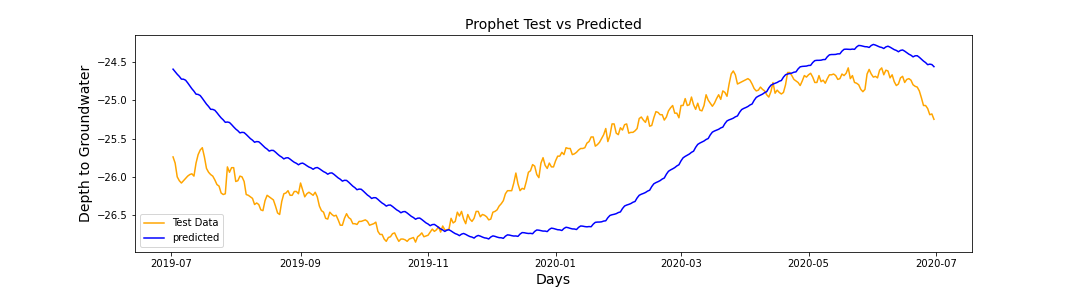 Prophet Test vs Predicted
Depth to Groundwater
−24.5
−25.0
−25.5
−26.0
−26.5
Test Data
predicted
2019-07
2019-09
2019-11
2020-01
2020-03
2020-05
2020-07
Days